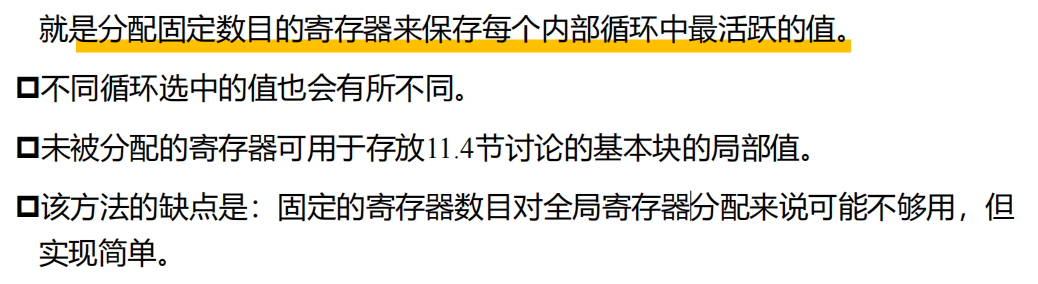 就是分配固定数目的寄存器来保存每个内部循环中最活跃的值。
不同循环选中的值也会有所不同。
未被分配的寄存器可用于存放11.4节讨论的基本块的局部值。
该方法的缺点是：固定的寄存器数目对全局寄存器分配来说可能不够用，但
实现简单。